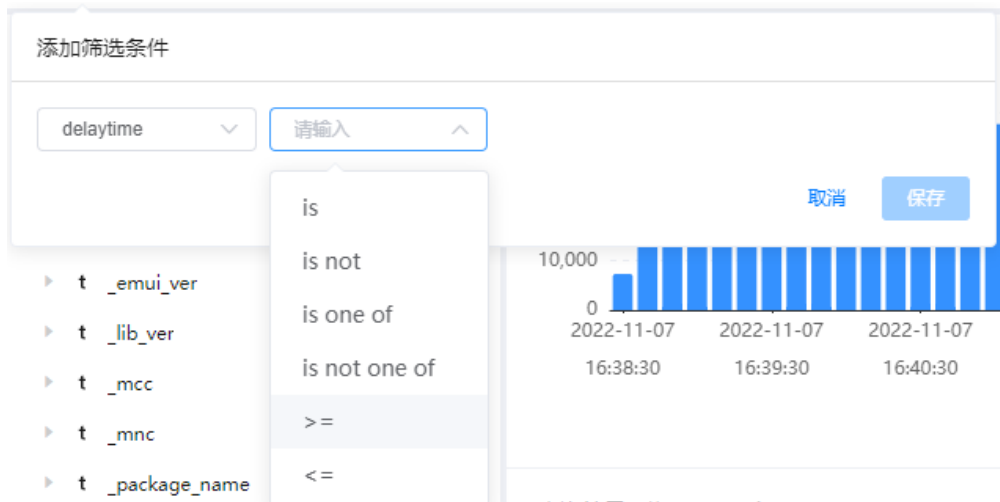 添加筛选条件
delaytime
请输入
is
is not
is one of
is not one of
>=
<=
取消
保存
t _emui_ver
t _lib_ver
t _mcc
t _mnc
t _package_name
10,000
0
2022-11-07 2022-11-07 2022-11-07
16:38:30 16:39:30 16:40:30